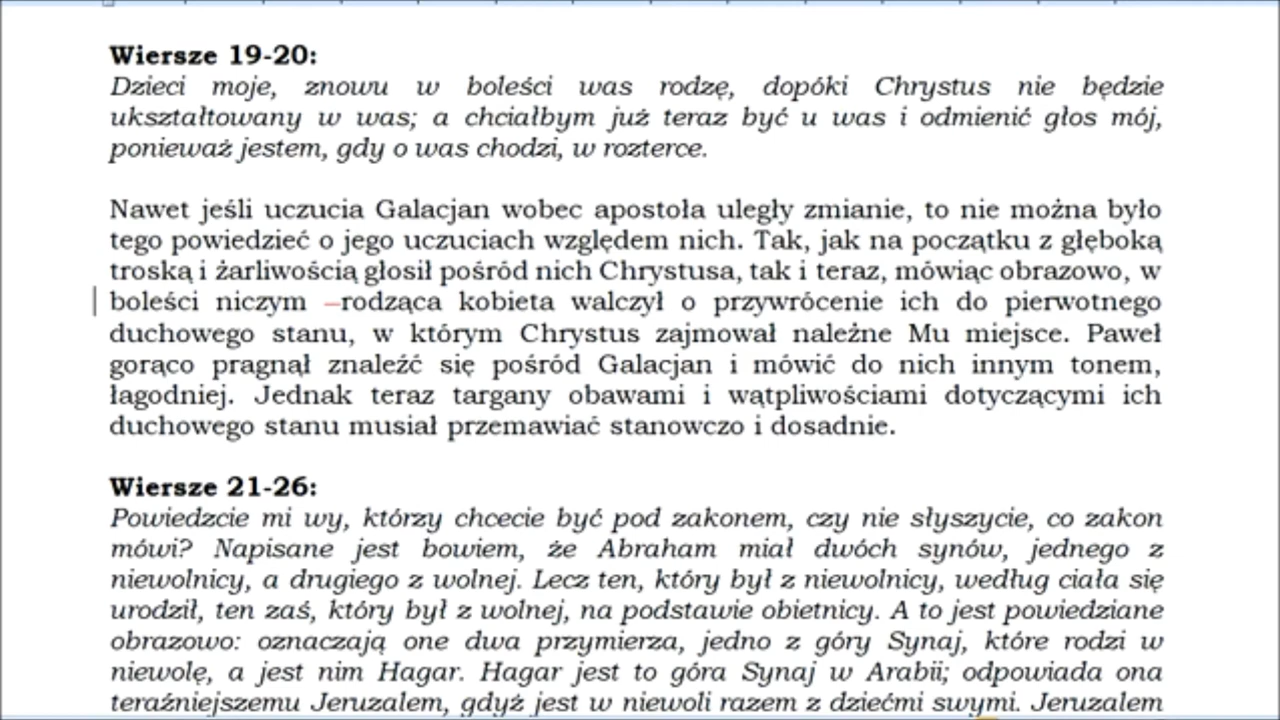 Wiersze 19-20:
Dzieci moje, znowu w boleści was rodzę, dopóki Chrystus nie będzie
ukształtowany w was; a chciałbym już teraz być u was i odmienić głos mój,
ponieważ jestem, gdy o was chodzi, w rozterce.
Nawet jeśli uczucia Galacjan wobec apostoła uległy zmianie, to nie można było
tego powiedzieć o jego uczuciach względem nich. Tak, jak na początku z głęboką
troską i żarliwością głosił pośród nich Chrystusa, tak i teraz, mówiąc obrazowo, w
boleści niczym –rodząca kobieta walczył o przywrócenie ich do pierwotnego
duchowego stanu, w którym Chrystus zajmował należne Mu miejsce. Paweł
gorąco pragnął znaleźć się pośród Galacjan i mówić do nich innym tonem,
łagodniej. Jednak teraz targany obawami i wątpliwościami dotyczącymi ich
duchowego stanu musiał przemawiać stanowczo i dosadnie.
Wiersze 21-26:
Powiedzcie mi wy, którzy chcecie być pod zakonem, czy nie słyszycie, co zakon
mówi? Napisane jest bowiem, że Abraham miał dwóch synów, jednego z
niewolnicy, a drugiego z wolnej. Lecz ten, który był z niewolnicy, według ciała się
urodził, ten zaś, który był z wolnej, na podstawie obietnicy. A to jest powiedziane
obrazowo: oznaczają one dwa przymierza, jedno z góry Synaj, które rodzi w
niewolę, a jest nim Hagar. Hagar jest to góra Synaj w Arabii; odpowiada ona
teraźniejszemu Jeruzalem, gdyż jest w niewoli razem z dziećmi swymi. Jeruzalem